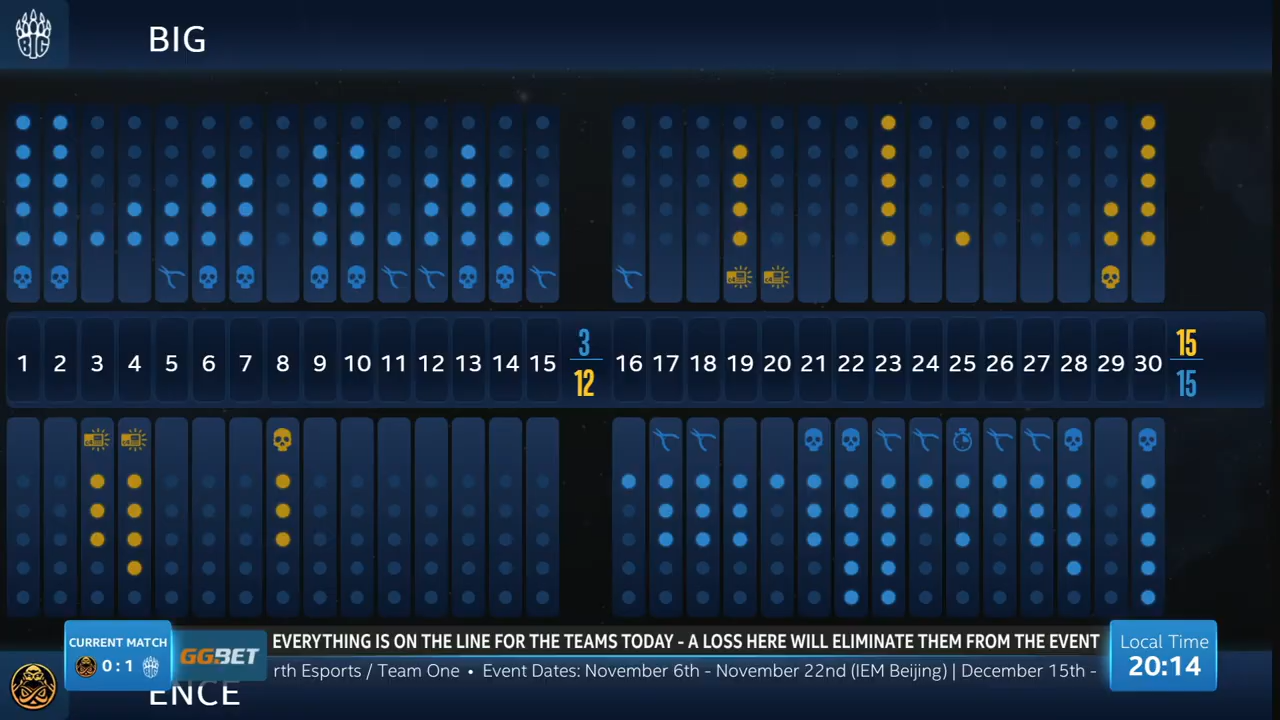 BIG
BIG
1 2 3 4 5 6 7 8 9 10 11 12 13 14 15 3 12 16 17 18 19 20 21 22 23 24 25 26 27 28 29 30 15 15
CURRENT MATCH
0 : 1
GG.BET
EVERYTHING IS ON THE LINE FOR THE TEAMS TODAY - A LOSS HERE WILL ELIMINATE THEM FROM THE EVENT
rth Esports / Team One • Event Dates: November 6th - November 22nd (IEM Beijing) | December 15th -
Local Time
20:14
ENCE